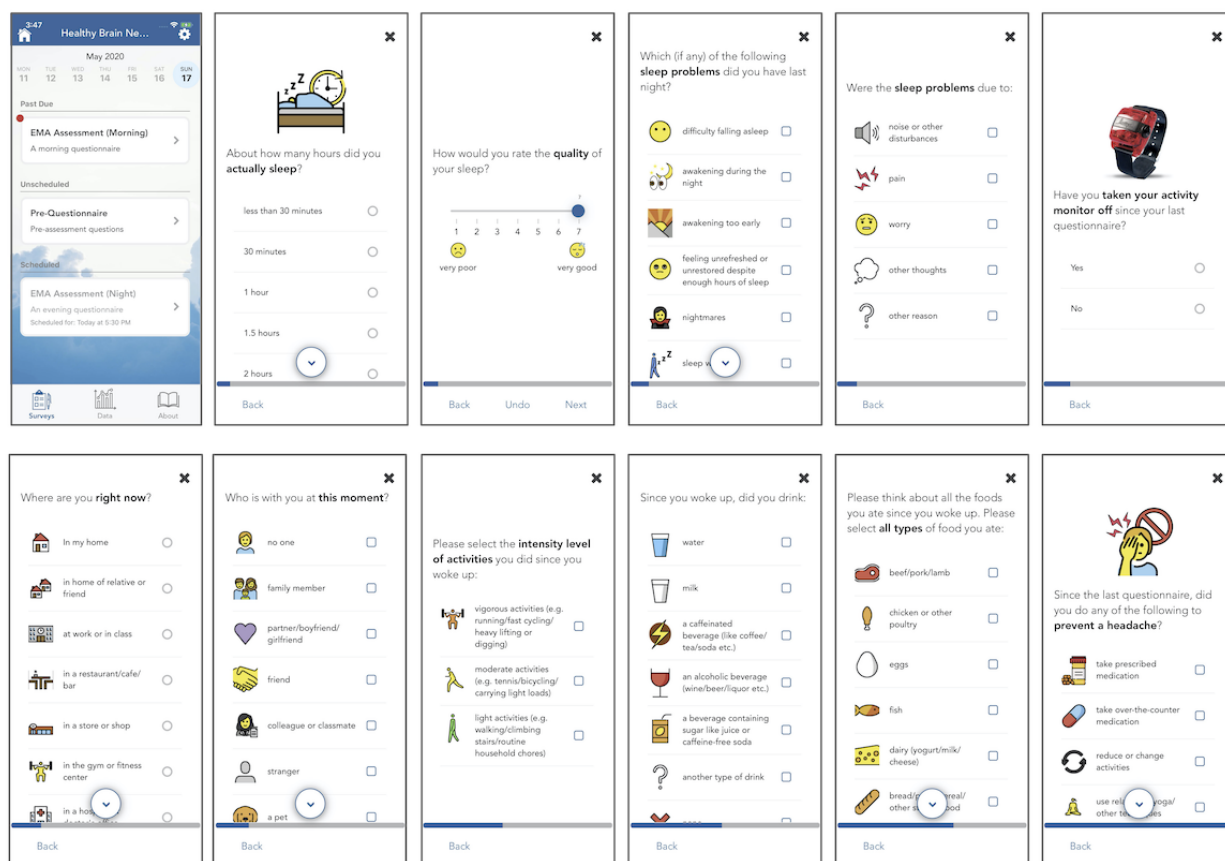 3:47
Healthy Brain Ne...
May 2020
MON TUE WED THU FRI SAT SUN
11 12 13 14 15 16 17
Past Due
EMA Assessment (Morning)
A morning questionnaire
Unscheduled
Pre-Questionnaire
Pre-assessment questions
Scheduled
EMA Assessment (Night)
An evening questionnaire
Scheduled for: Today at 5:30 PM
Surveys Data About
About how many hours did you
actually sleep?
less than 30 minutes
30 minutes
1 hour
1.5 hours
2 hours
Back
How would you rate the quality of
your sleep?
1 2 3 4 5 6 7
very poor very good
Back Undo Next
Which (if any) of the following
sleep problems did you have last
night?
difficulty falling asleep
awakening during the
night
awakening too early
feeling unrefreshed or
unrestored despite
enough hours of sleep
nightmares
sleep
Back
Were the sleep problems due to:
noise or other
disturbances
pain
worry
other thoughts
other reason
Back
Have you taken your activity
monitor off since your last
questionnaire?
Yes
No
Back
Where are you right now?
In my home
in home of relative or
friend
at work or in class
in a restaurant/cafe/
bar
in a store or shop
in the gym or fitness
center
in a
Back
Who is with you at this moment?
no one
family member
partner/boyfriend/
girlfriend
friend
colleague or classmate
stranger
a pet
Back
Please select the intensity level
of activities you did since you
woke up:
vigorous activities (e.g.
running/fast cycling/
heavy lifting or
digging)
moderate activities
(e.g. tennis/bicycling/
carrying light loads)
light activities (e.g.
walking/climbing
stairs/routine
household chores)
Back
Since you woke up, did you drink:
water
milk
a caffeinated
beverage (like coffee/
tea/soda etc.)
an alcoholic beverage
(wine/beer/liquor etc.)
a beverage containing
sugar like juice or
caffeine-free soda
another type of drink
Back
Please think about all the foods
you ate since you woke up. Please
select all types of food you ate:
beef/pork/lamb
chicken or other
poultry
eggs
fish
dairy (yogurt/milk/
cheese)
other
Back
Since the last questionnaire, did
you do any of the following to
prevent a headache?
take prescribed
medication
take over-the-counter
medication
reduce or change
activities
use
other
Back